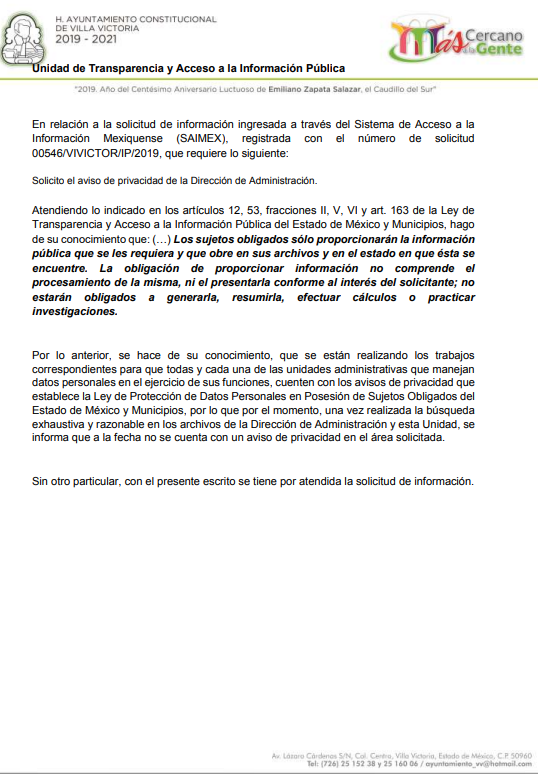 H. AYUNTAMIENTO CONSTITUCIONAL
DE VILLA VICTORIA
2019 - 2021
Más Cercano
a la Gente
Unidad de Transparencia y Acceso a la Información Pública
"2019. Año del Centésimo Aniversario Luctuoso de Emiliano Zapata Salazar, el Caudillo del Sur"
En relación a la solicitud de información ingresada a través del Sistema de Acceso a la
Información Mexiquense (SAIMEX), registrada con el número de solicitud
00546/VIVICTOR/IP/2019, que requiere lo siguiente:
Solicito el aviso de privacidad de la Dirección de Administración.
Atendiendo lo indicado en los artículos 12, 53, fracciones II, V, VI y art. 163 de la Ley de
Transparencia y Acceso a la Información Pública del Estado de México y Municipios, hago
de su conocimiento que: (…) Los sujetos obligados sólo proporcionarán la información
pública que se les requiera y que obre en sus archivos y en el estado en que ésta se
encuentre. La obligación de proporcionar información no comprende el
procesamiento de la misma, ni el presentarla conforme al interés del solicitante; no
estarán obligados a generarla, resumirla, efectuar cálculos o practicar
investigaciones.
Por lo anterior, se hace de su conocimiento, que se están realizando los trabajos
correspondientes para que todas y cada una de las unidades administrativas que manejan
datos personales en el ejercicio de sus funciones, cuenten con los avisos de privacidad que
establece la Ley de Protección de Datos Personales en Posesión de Sujetos Obligados del
Estado de México y Municipios, por lo que por el momento, una vez realizada la búsqueda
exhaustiva y razonable en los archivos de la Dirección de Administración y esta Unidad, se
informa que a la fecha no se cuenta con un aviso de privacidad en el área solicitada.
Sin otro particular, con el presente escrito se tiene por atendida la solicitud de información.
Av. Lázaro Cárdenas S/N, Col. Centro, Villa Victoria, Estado de México, C.P. 50960
Tel: (726) 25 152 38 y 25 160 06 / ayuntamiento_vv@hotmail.com